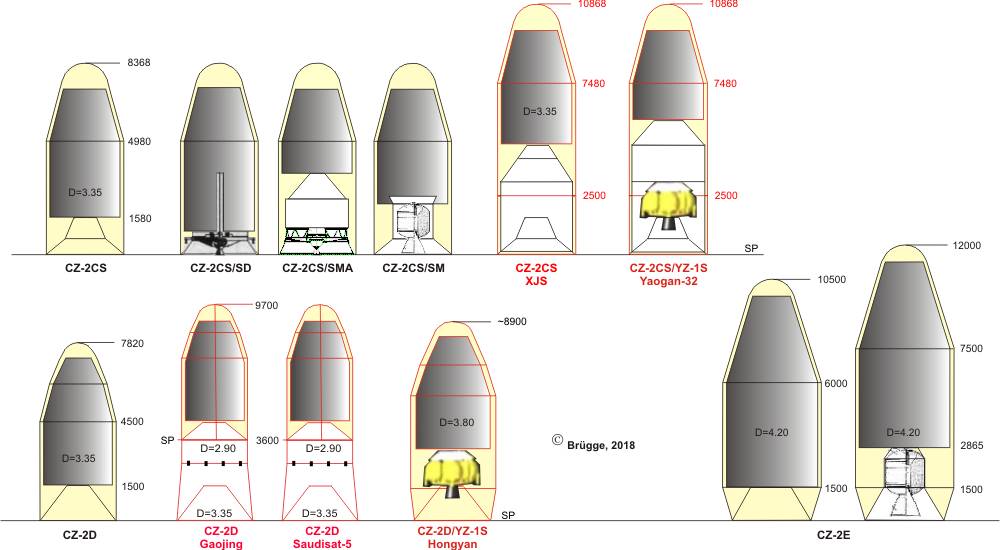 10868
10868
8368
7480
7480
D=3.35
4980
D=3.35
2500
2500
1580
SP
CZ-2CS
CZ-2CS/SD
CZ-2CS/SMA
CZ-2CS/SM
CZ-2CS
XJS
CZ-2CS/YZ-1S
Yaogan-32
12000
10500
9700
~8900
7820
7500
6000
4500
D=3.80
D=4.20
D=4.20
SP
3600
© Brügge, 2018
D=2.90
D=2.90
2865
D=3.35
1500
1500
1500
D=3.35
D=3.35
SP
CZ-2D
CZ-2D
Gaojing
CZ-2D
Saudisat-5
CZ-2D/YZ-1S
Hongyan
CZ-2E